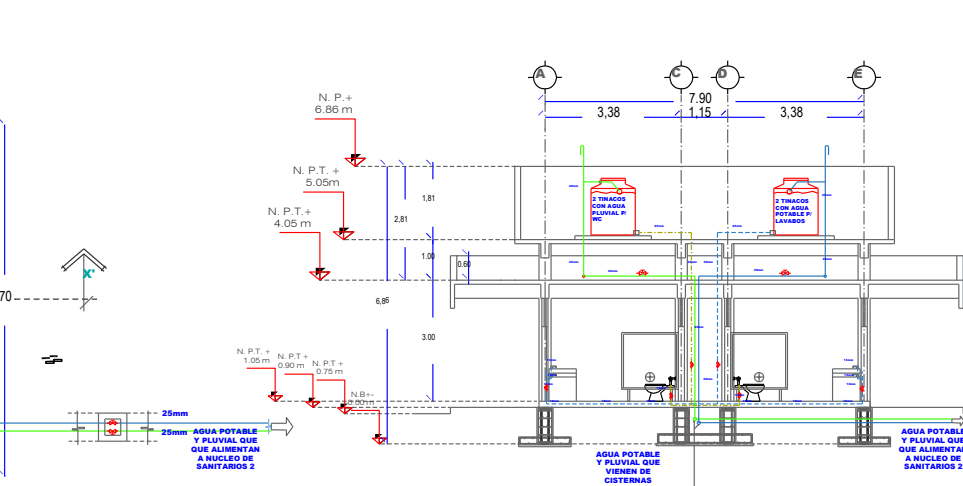 A
C
D
E
7.90
3,38
1,15
3,38
N. P.+
6.86 m
N. P.T. +
5.05m
N. P.T.+
4.05 m
1,81
2,81
1.00
0.60
6,86
3.00
2 TINACOS
CON AGUA
PLUVIAL P/
WC
2 TINACOS
CON AGUA
POTABLE P/
LAVABOS
X'
70
N. P.T. +
1.05 m
N. P.T +
0.90 m
N. P.T +
0.75 m
N.B+-
0.00 m
25mm
25mm
AGUA POTABLE
Y PLUVIAL QUE
QUE ALIMENTAN
A NUCLEO DE
SANITARIOS 2
AGUA POTABLE
Y PLUVIAL QUE
VIENEN DE
CISTERNAS
AGUA POTABLE
Y PLUVIAL QUE
QUE ALIMENTAN
A NUCLEO DE
SANITARIOS 2